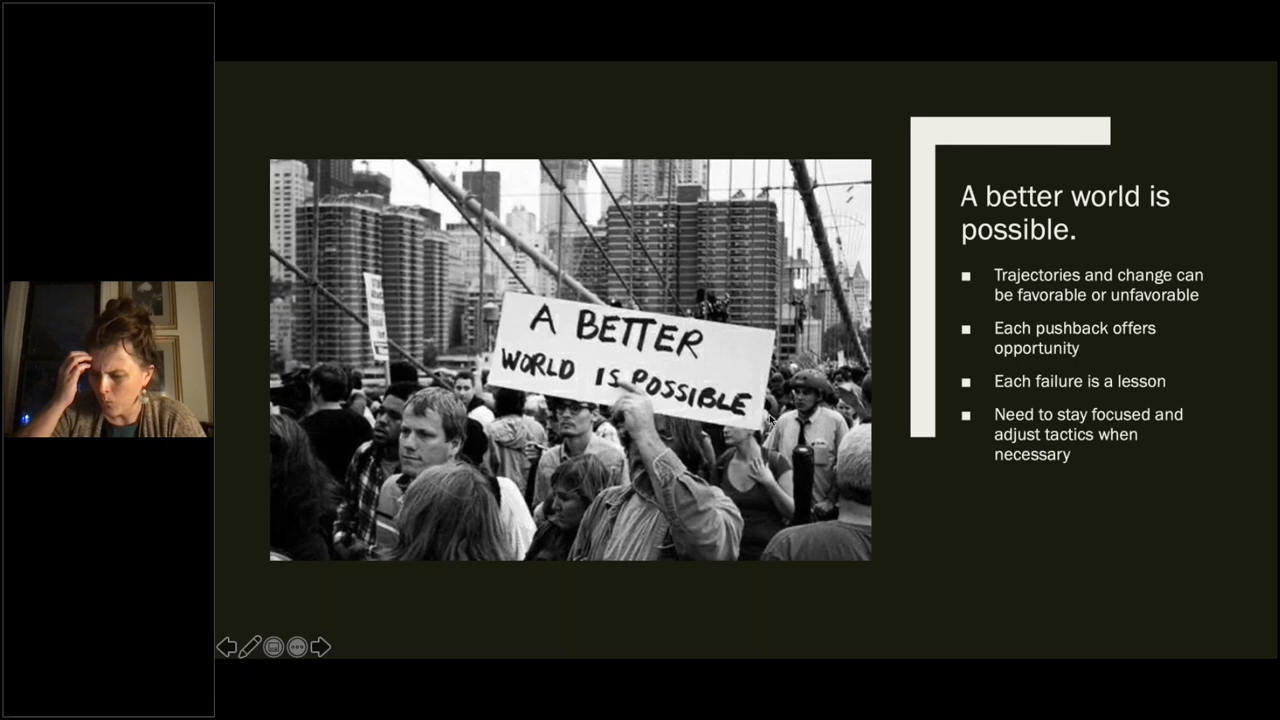 A BETTER
WORLD IS POSSIBLE
A better world is
possible.
Trajectories and change can
be favorable or unfavorable
Each pushback offers
opportunity
Each failure is a lesson
Need to stay focused and
adjust tactics when
necessary